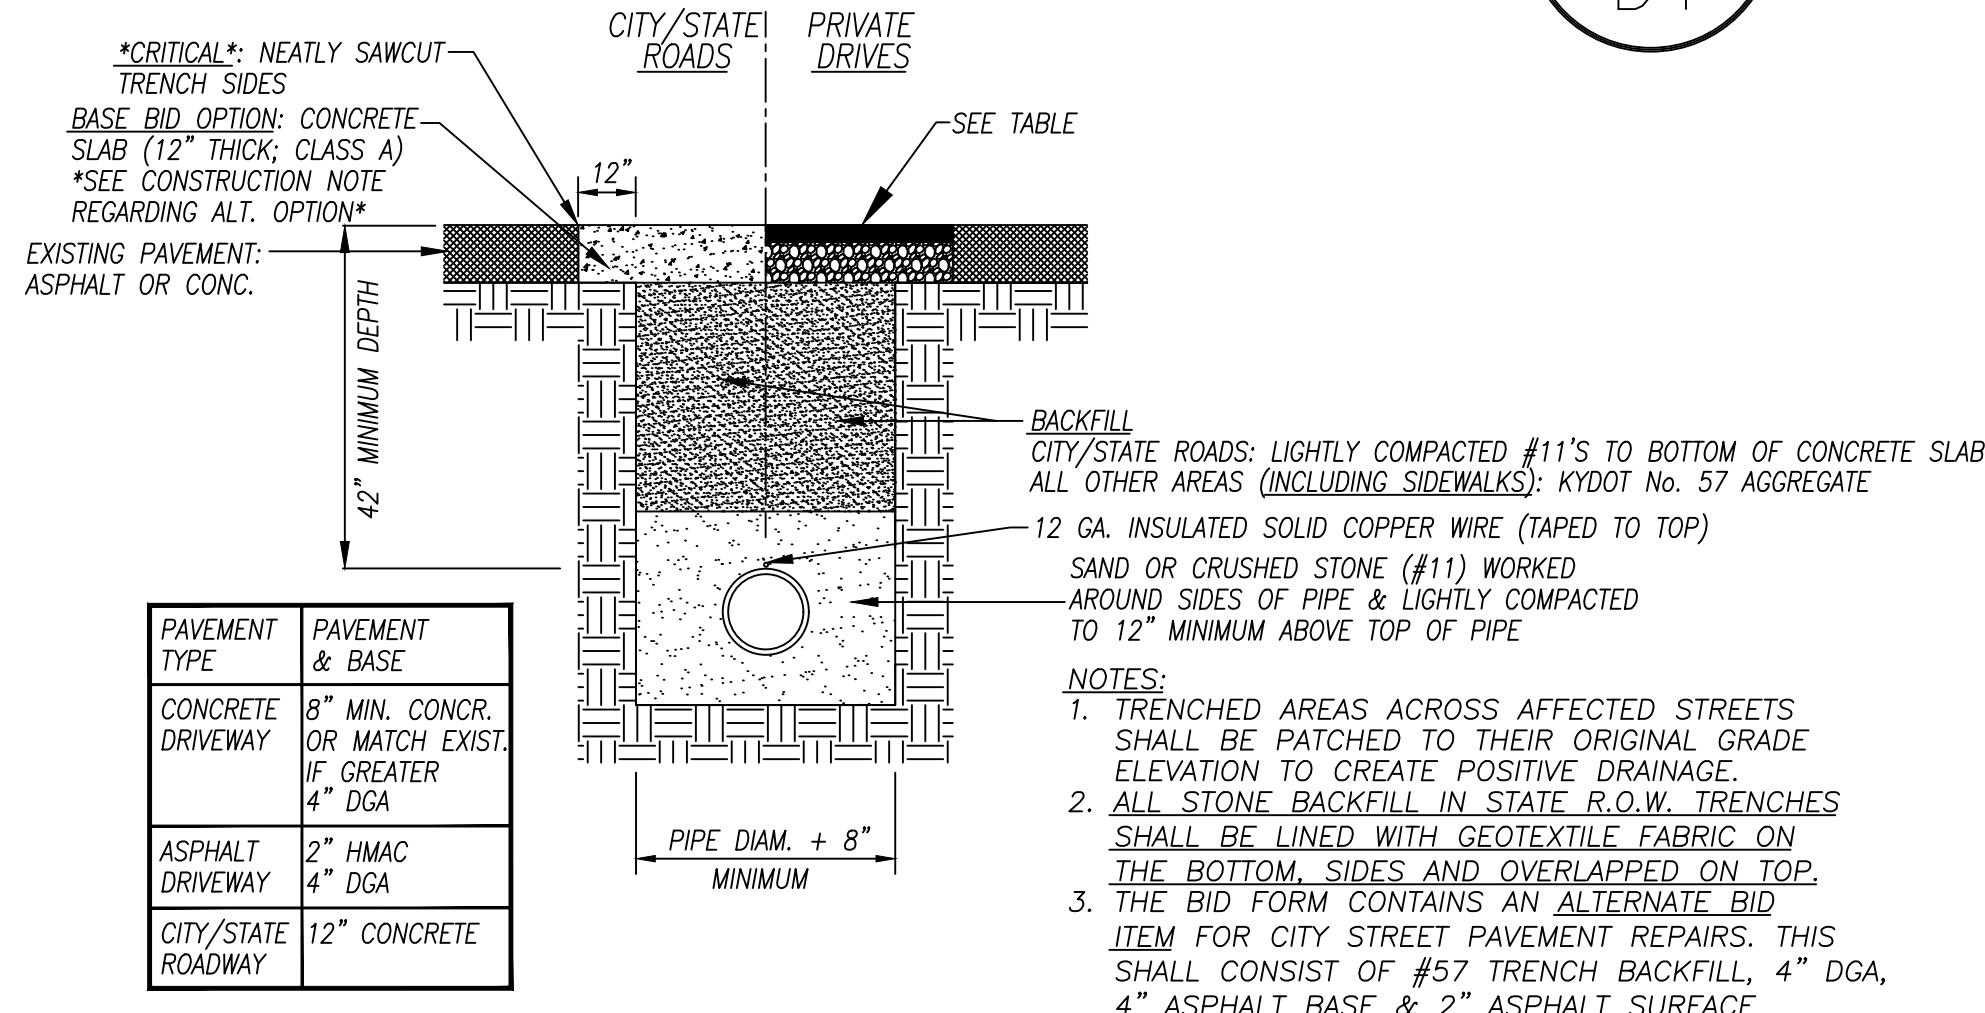 CITY/STATE ROADS
PRIVATE DRIVES
*CRITICAL*: NEATLY SAWCUT
TRENCH SIDES
BASE BID OPTION: CONCRETE
SLAB (12" THICK; CLASS A)
*SEE CONSTRUCTION NOTE
REGARDING ALT. OPTION*
EXISTING PAVEMENT:
ASPHALT OR CONC.
12"
SEE TABLE
42" MINIMUM DEPTH
BACKFILL
CITY/STATE ROADS: LIGHTLY COMPACTED #11'S TO BOTTOM OF CONCRETE SLAB
ALL OTHER AREAS (INCLUDING SIDEWALKS): KYDOT No. 57 AGGREGATE
12 GA. INSULATED SOLID COPPER WIRE (TAPED TO TOP)
SAND OR CRUSHED STONE (#11) WORKED
AROUND SIDES OF PIPE & LIGHTLY COMPACTED
TO 12" MINIMUM ABOVE TOP OF PIPE
PAVEMENT TYPE
PAVEMENT & BASE
CONCRETE DRIVEWAY
8" MIN. CONCR.
OR MATCH EXIST.
IF GREATER
4" DGA
ASPHALT DRIVEWAY
2" HMAC
4" DGA
CITY/STATE ROADWAY
12" CONCRETE
PIPE DIAM. + 8"
MINIMUM
NOTES:
1. TRENCHED AREAS ACROSS AFFECTED STREETS
SHALL BE PATCHED TO THEIR ORIGINAL GRADE
ELEVATION TO CREATE POSITIVE DRAINAGE.
2. ALL STONE BACKFILL IN STATE R.O.W. TRENCHES
SHALL BE LINED WITH GEOTEXTILE FABRIC ON
THE BOTTOM, SIDES AND OVERLAPPED ON TOP.
3. THE BID FORM CONTAINS AN ALTERNATE BID
ITEM FOR CITY STREET PAVEMENT REPAIRS. THIS
SHALL CONSIST OF #57 TRENCH BACKFILL, 4" DGA,
4" ASPHALT BASE & 2" ASPHALT SURFACE